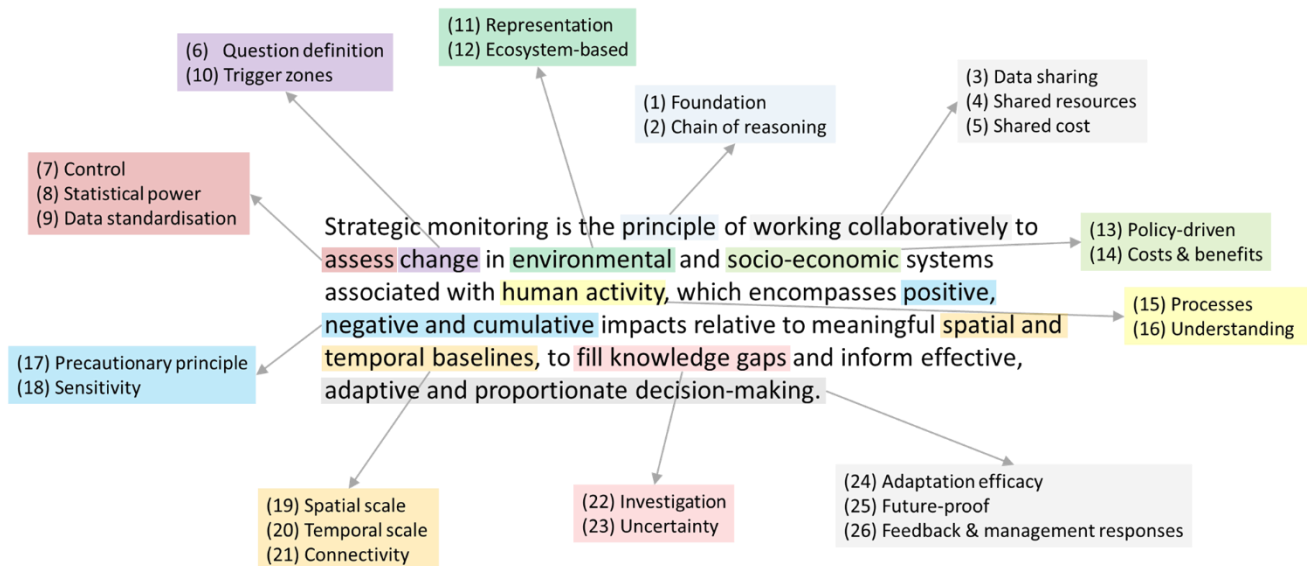 (11) Representation
(12) Ecosystem-based
(6) Question definition
(10) Trigger zones
(3) Data sharing
(4) Shared resources
(5) Shared cost
(1) Foundation
(2) Chain of reasoning
(7) Control
(8) Statistical power
(9) Data standardisation
Strategic monitoring is the principle of working collaboratively to
assess change in environmental and socio-economic systems
associated with human activity, which encompasses positive,
negative and cumulative impacts relative to meaningful spatial and
temporal baselines, to fill knowledge gaps and inform effective,
adaptive and proportionate decision-making.
(13) Policy-driven
(14) Costs & benefits
(15) Processes
(16) Understanding
(17) Precautionary principle
(18) Sensitivity
(19) Spatial scale
(20) Temporal scale
(21) Connectivity
(22) Investigation
(23) Uncertainty
(24) Adaptation efficacy
(25) Future-proof
(26) Feedback & management responses